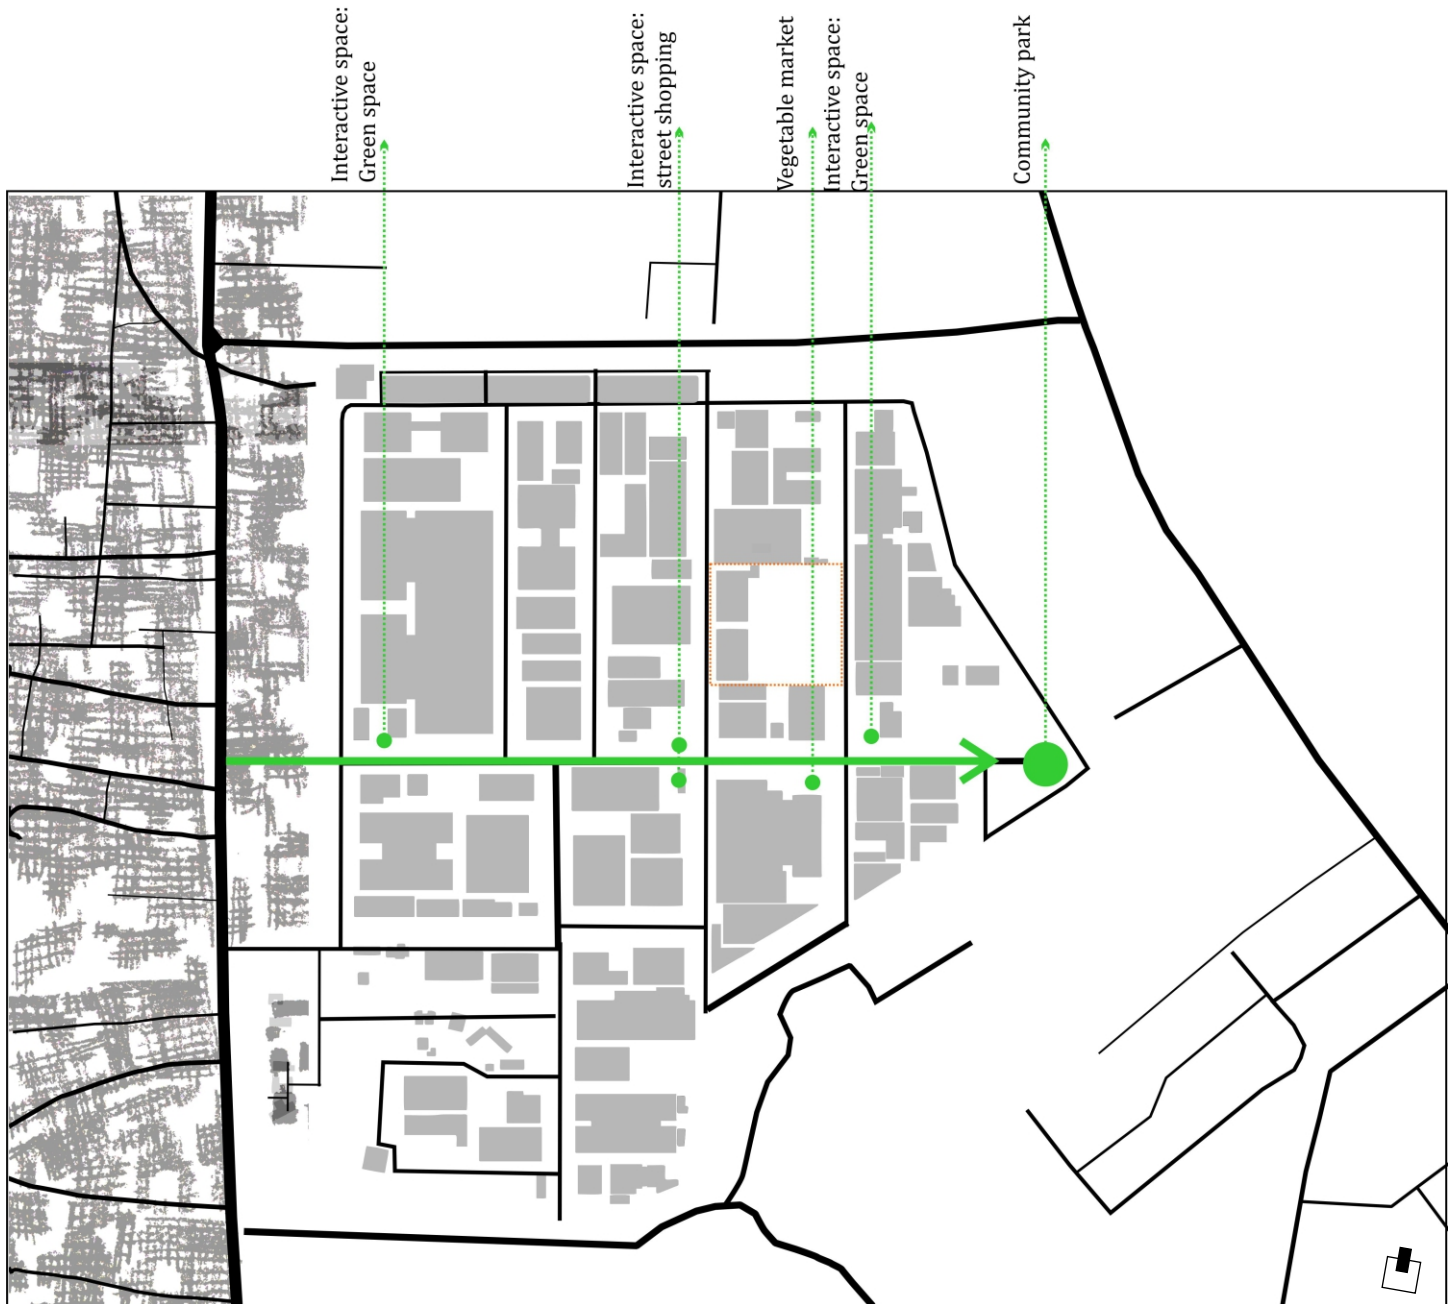 Interactive space:
Green space
Interactive space:
street shopping
Vegetable market
Interactive space:
Green space
Community park